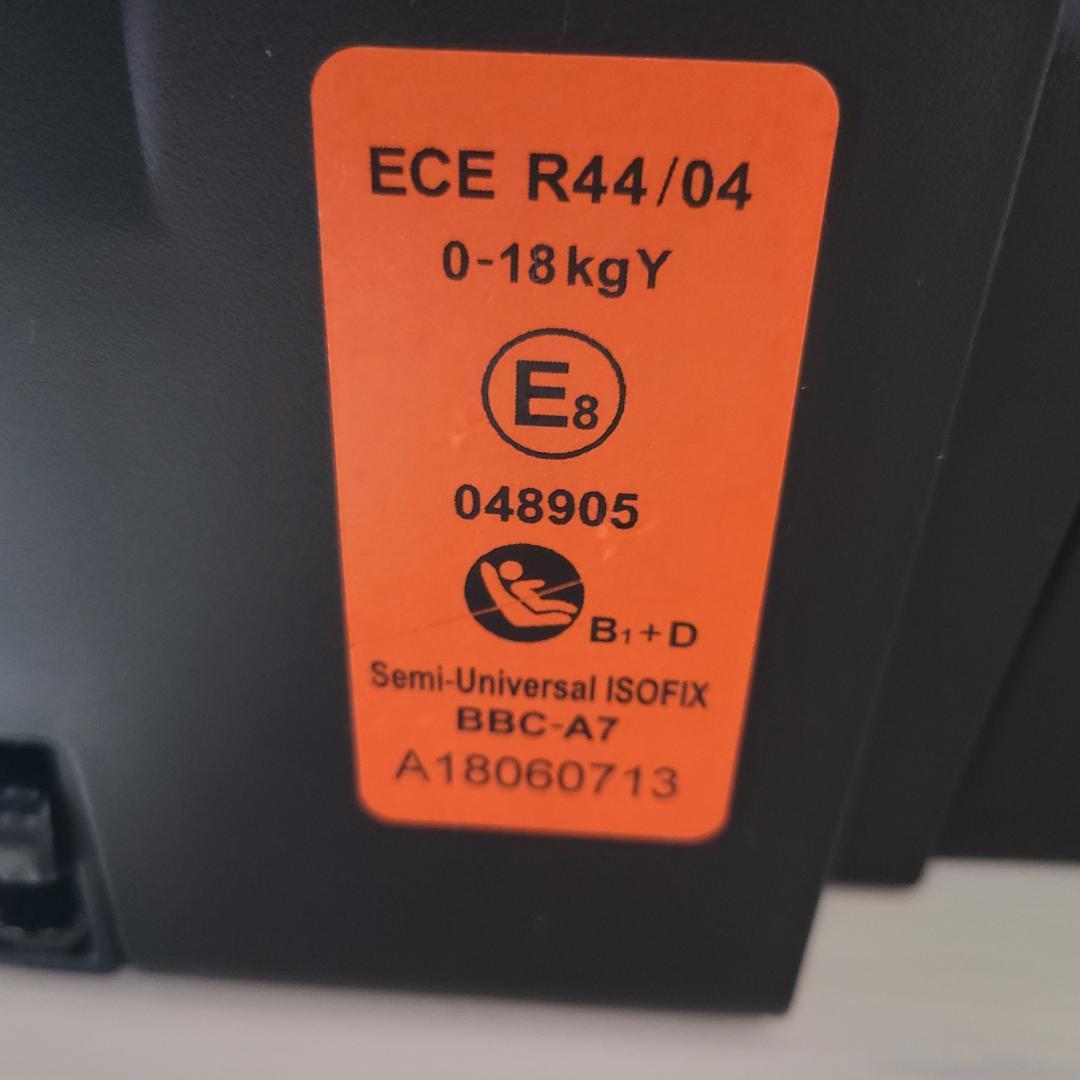 ECE R44/04
0-18kgY
E8
048905
B1+D
Semi-Universal ISOFIX
BBC-A7
A18060713